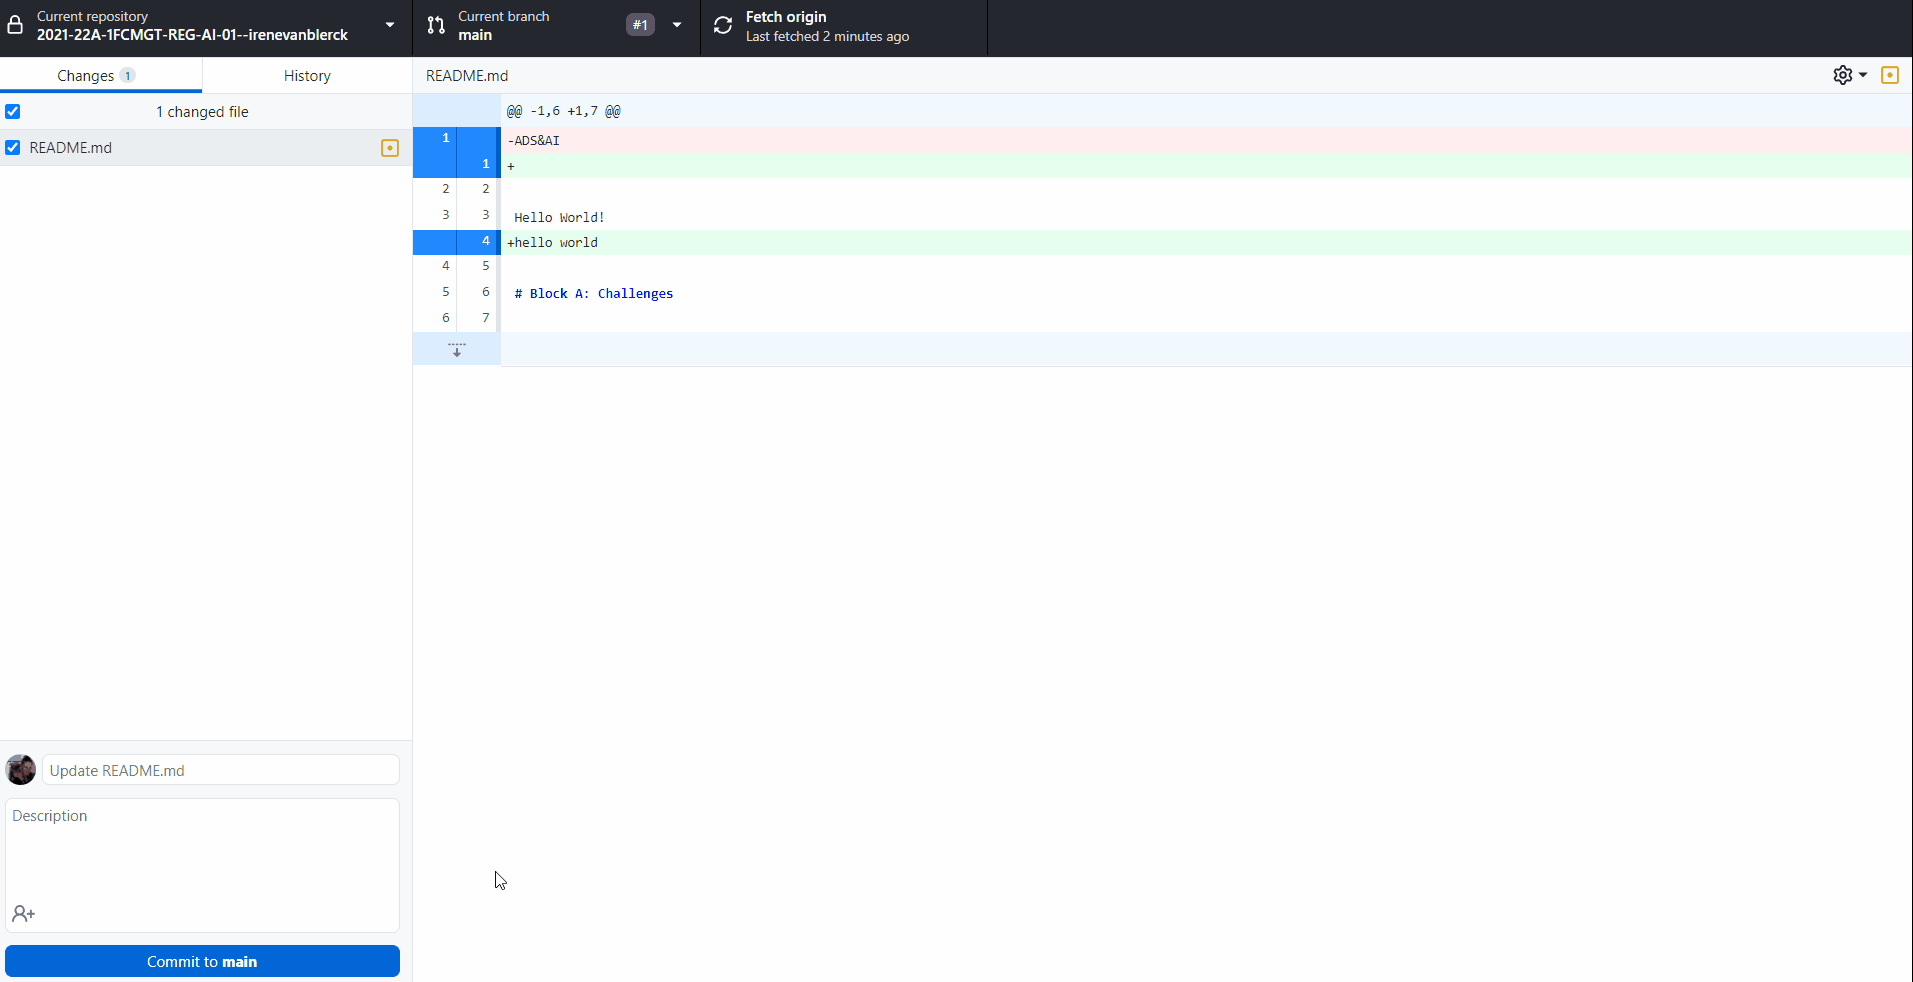 Current repository
2021-22A-1FCMGT-REG-AI-01--irenevanblerck
Current branch
main
#1
Fetch origin
Last fetched 2 minutes ago
Changes 1
History
README.md
1 changed file
README.md
@@ -1,6 +1,7 @@
1 -ADS&AI
1 +
2 2
3 3 Hello World!
4 +hello world
4 5
5 6 # Block A: Challenges
6 7
Update README.md
Description
Commit to main